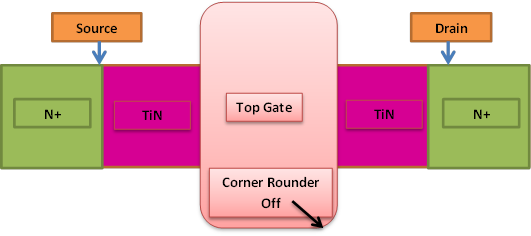 Source
Drain
N+
TiN
Top Gate
TiN
N+
Corner Rounder
Off